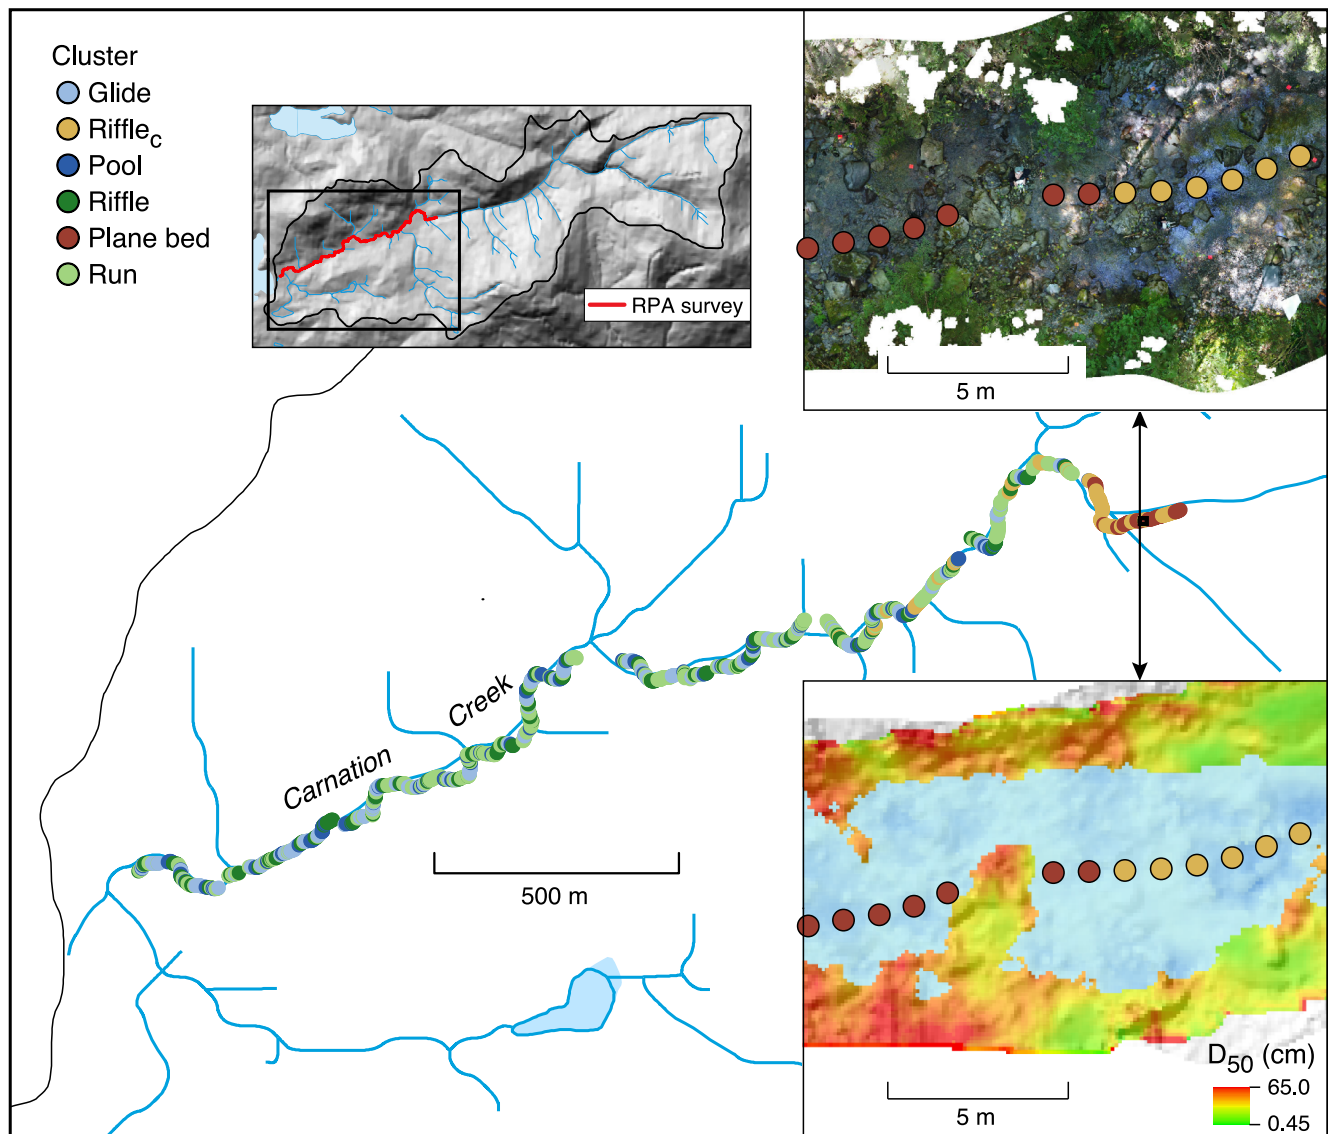 Cluster
Glide
Riffle_c
Pool
Riffle
Plane bed
Run
RPA survey
5 m
Carnation Creek
500 m
D_50 (cm)
65.0
0.45
5 m